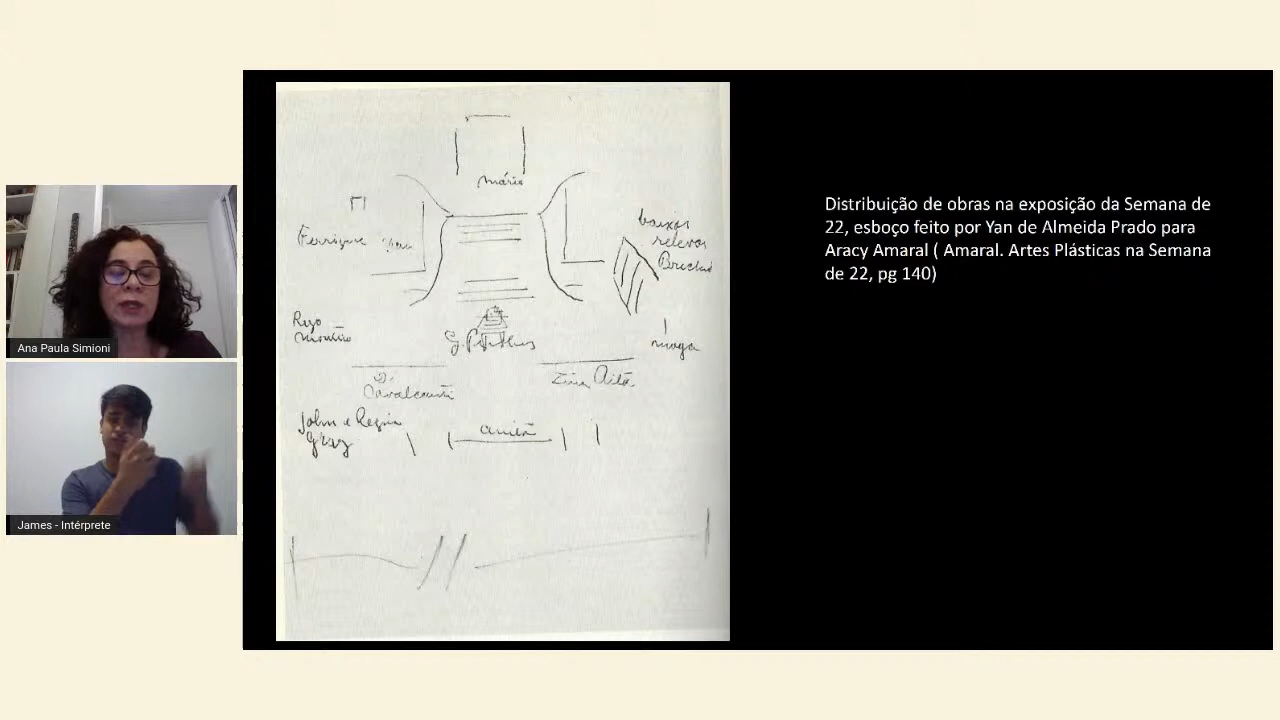 Ana Paula Simioni
James - Intérprete
mário
baixos
relevos
Brecheret
Ferrignac
Rego
Monteiro
Di
Cavalcanti
Zina Aita
John e Regina
Graz
Distribuição de obras na exposição da Semana de
22, esboço feito por Yan de Almeida Prado para
Aracy Amaral ( Amaral. Artes Plásticas na Semana
de 22, pg 140)